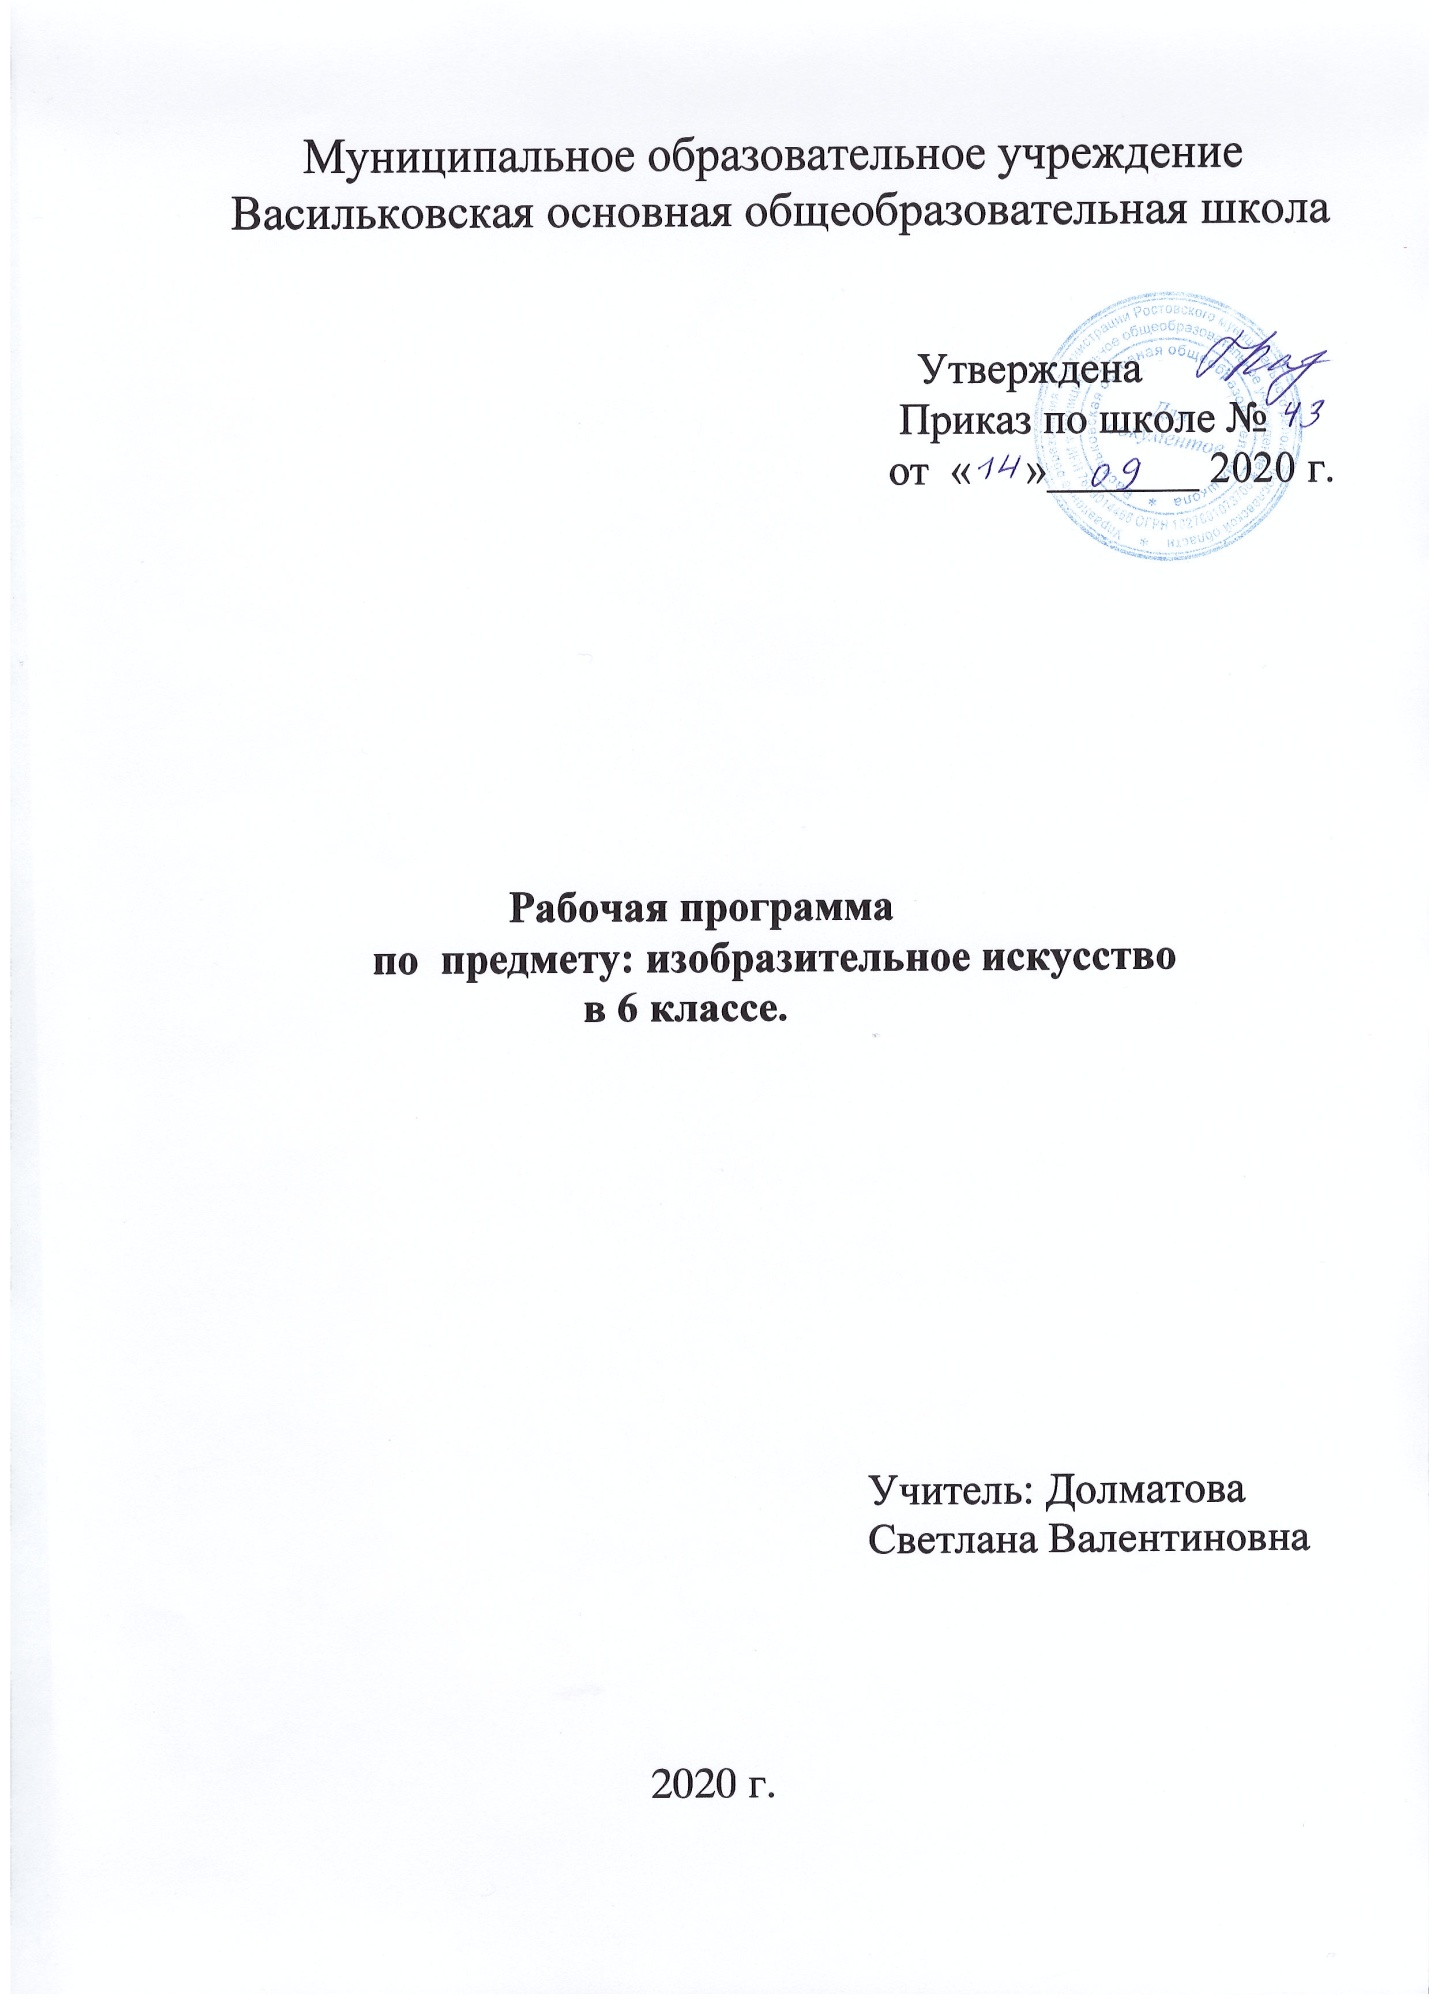 Муниципальное образовательное учреждение
Васильковская основная общеобразовательная школа
Утверждена
Приказ по школе № 43
от «14» 09 2020 г.
Рабочая программа
по предмету: изобразительное искусство
в 6 классе.
Учитель: Долматова
Светлана Валентиновна
2020 г.